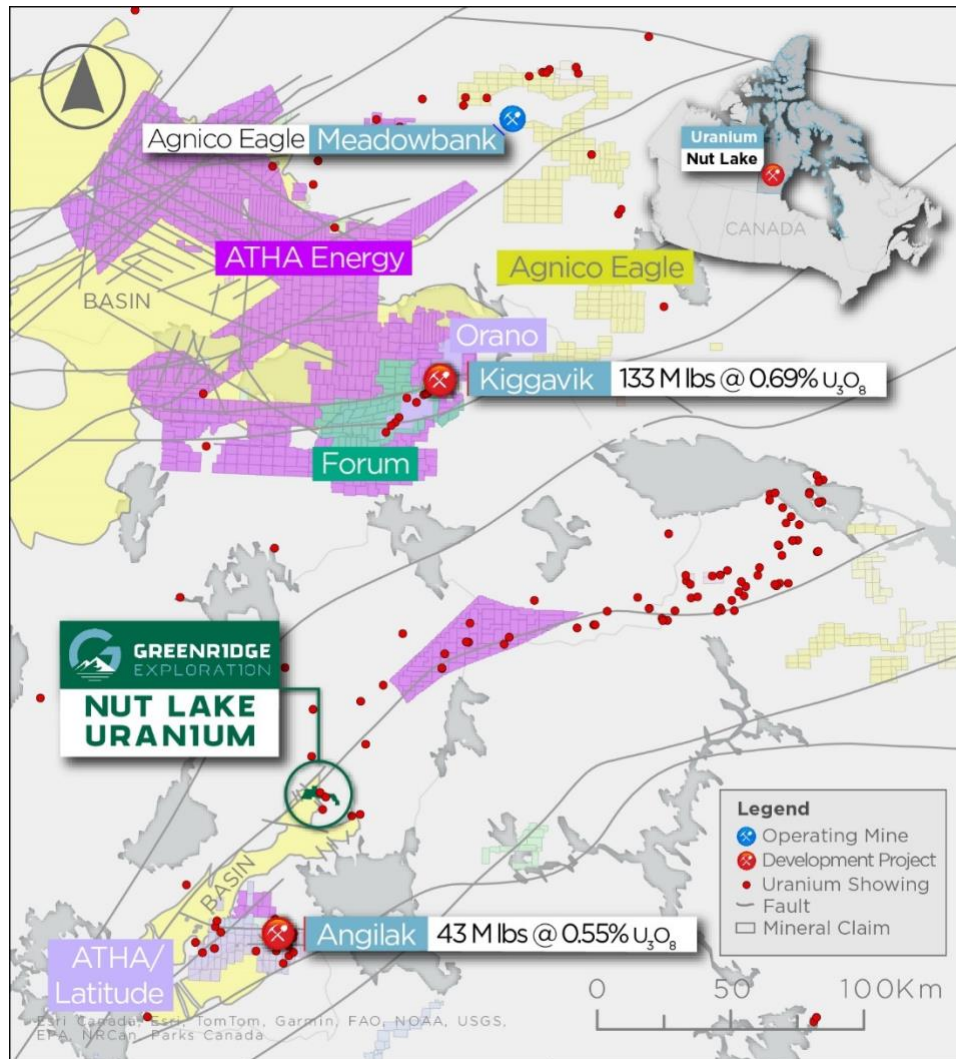 Agnico Eagle Meadowbank
Uranium
Nut Lake
CANADA
ATHA Energy
Agnico Eagle
BASIN
Orano
Kiggavik 133 M lbs @ 0.69% U₃O₈
Forum
GREENRIDGE
EXPLORATION
NUT LAKE
URANIUM
BASIN
Legend
Operating Mine
Development Project
Uranium Showing
Fault
Mineral Claim
Angilak 43 M lbs @ 0.55% U₃O₈
ATHA/
Latitude
0 50 100Km
Esri Canada, Esri, TomTom, Garmin, FAO, NOAA, USGS,
EPA, NRCan, Parks Canada